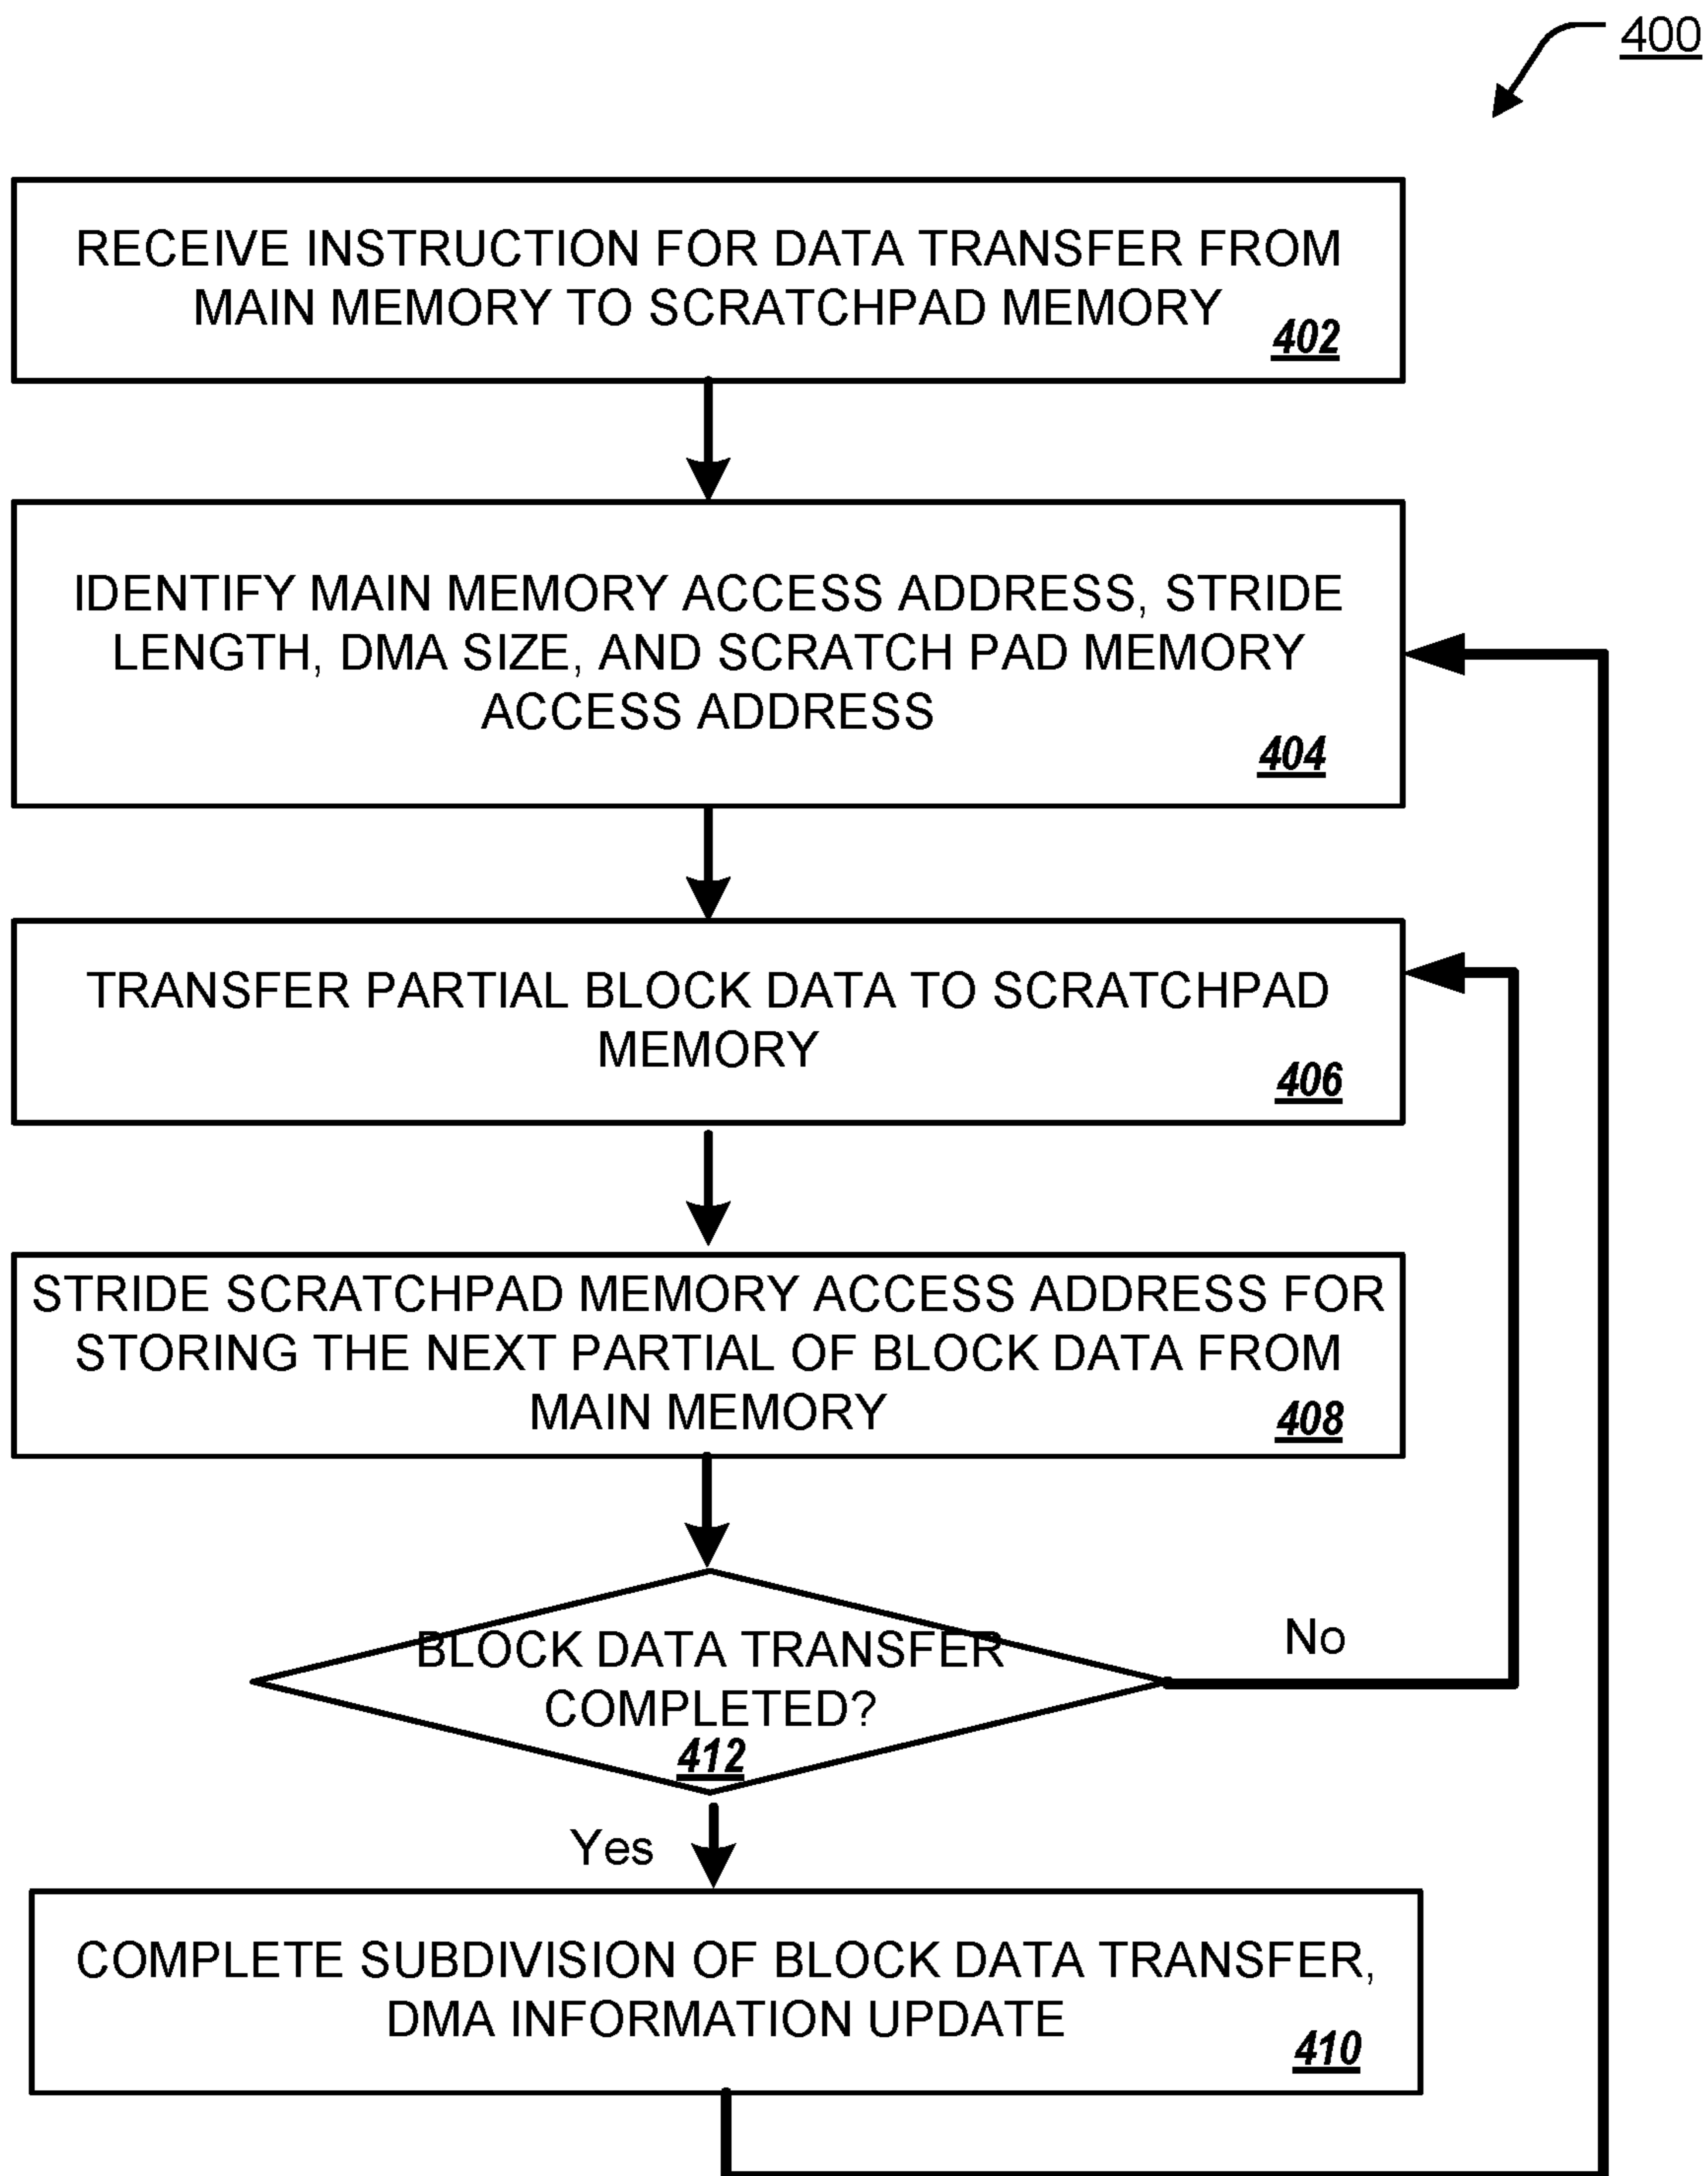 400
RECEIVE INSTRUCTION FOR DATA TRANSFER FROM
MAIN MEMORY TO SCRATCHPAD MEMORY
402
IDENTIFY MAIN MEMORY ACCESS ADDRESS, STRIDE
LENGTH, DMA SIZE, AND SCRATCH PAD MEMORY
ACCESS ADDRESS
404
TRANSFER PARTIAL BLOCK DATA TO SCRATCHPAD
MEMORY
406
STRIDE SCRATCHPAD MEMORY ACCESS ADDRESS FOR
STORING THE NEXT PARTIAL OF BLOCK DATA FROM
MAIN MEMORY
408
BLOCK DATA TRANSFER
COMPLETED?
412
No
Yes
COMPLETE SUBDIVISION OF BLOCK DATA TRANSFER,
DMA INFORMATION UPDATE
410